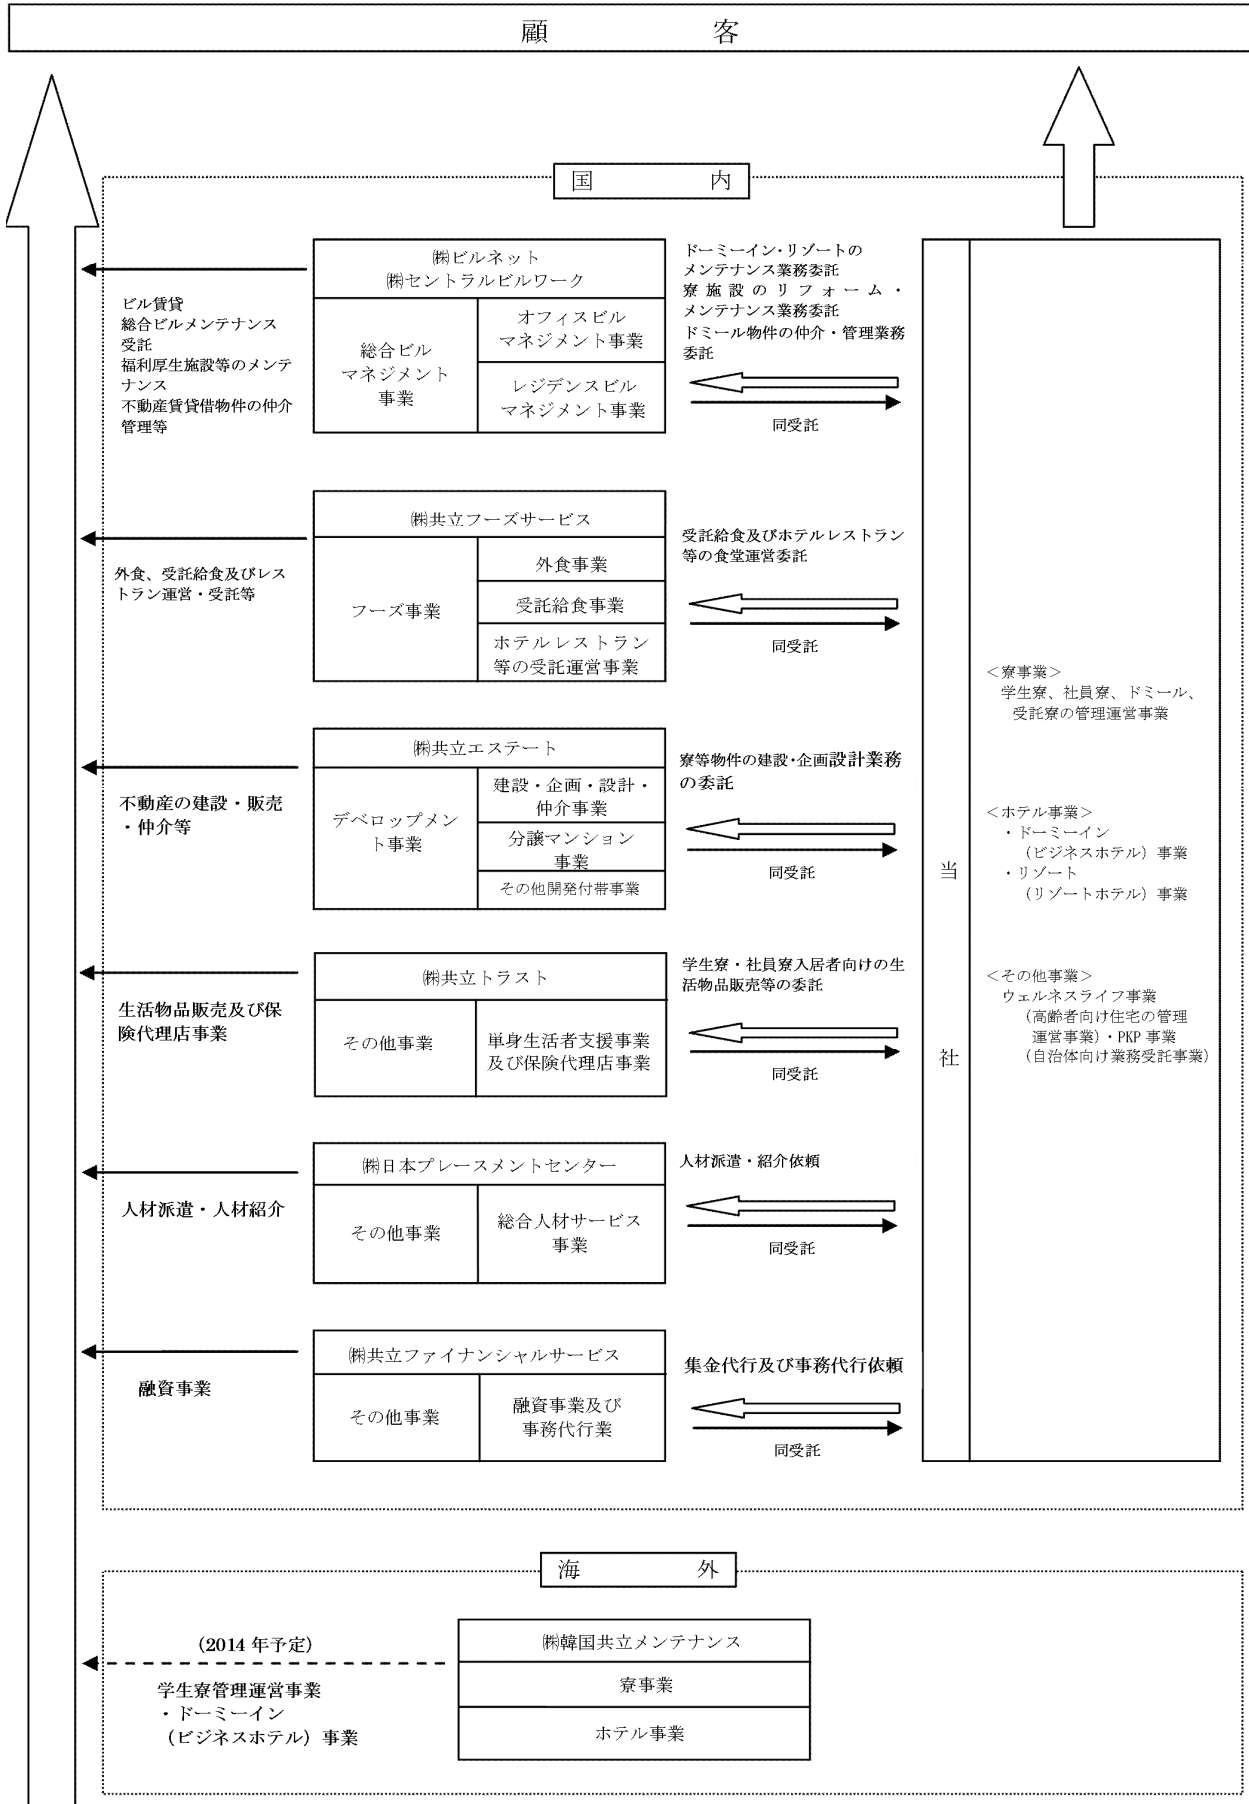 顧客
国内
㈱ビルネット
㈱セントラルビルワーク
総合ビル
マネジメント
事業
オフィスビル
マネジメント事業
レジデンスビル
マネジメント事業
ビル賃貸
総合ビルメンテナンス
受託
福利厚生施設等のメンテ
ナンス
不動産賃貸借物件の仲介
管理等
ドーミーイン・リゾートの
メンテナンス業務委託
寮施設のリフォーム・
メンテナンス業務委託
ドミール物件の仲介・管理業務
委託
同受託
㈱共立フーズサービス
フーズ事業
外食事業
受託給食事業
ホテルレストラン
等の受託運営事業
外食、受託給食及びレス
トラン運営・受託等
受託給食及びホテルレストラン
等の食堂運営委託
同受託
㈱共立エステート
デベロップメン
ト事業
建設・企画・設計・
仲介事業
分譲マンション
事業
その他開発付帯事業
不動産の建設・販売
・仲介等
寮等物件の建設・企画設計業務
の委託
同受託
㈱共立トラスト
その他事業
単身生活者支援事業
及び保険代理店事業
生活物品販売及び保
険代理店事業
学生寮・社員寮入居者向けの生
活物品販売等の委託
同受託
㈱日本プレースメントセンター
その他事業
総合人材サービス
事業
人材派遣・人材紹介
人材派遣・紹介依頼
同受託
㈱共立ファイナンシャルサービス
その他事業
融資事業及び
事務代行業
融資事業
集金代行及び事務代行依頼
同受託
当社
＜寮事業＞
学生寮、社員寮、ドミール、
受託寮の管理運営事業
＜ホテル事業＞
・ドーミーイン
（ビジネスホテル）事業
・リゾート
（リゾートホテル）事業
＜その他事業＞
ウェルネスライフ事業
（高齢者向け住宅の管理
運営事業）・PKP 事業
（自治体向け業務受託事業）
海外
㈱韓国共立メンテナンス
寮事業
ホテル事業
（2014 年予定）
学生寮管理運営事業
・ドーミーイン
（ビジネスホテル）事業